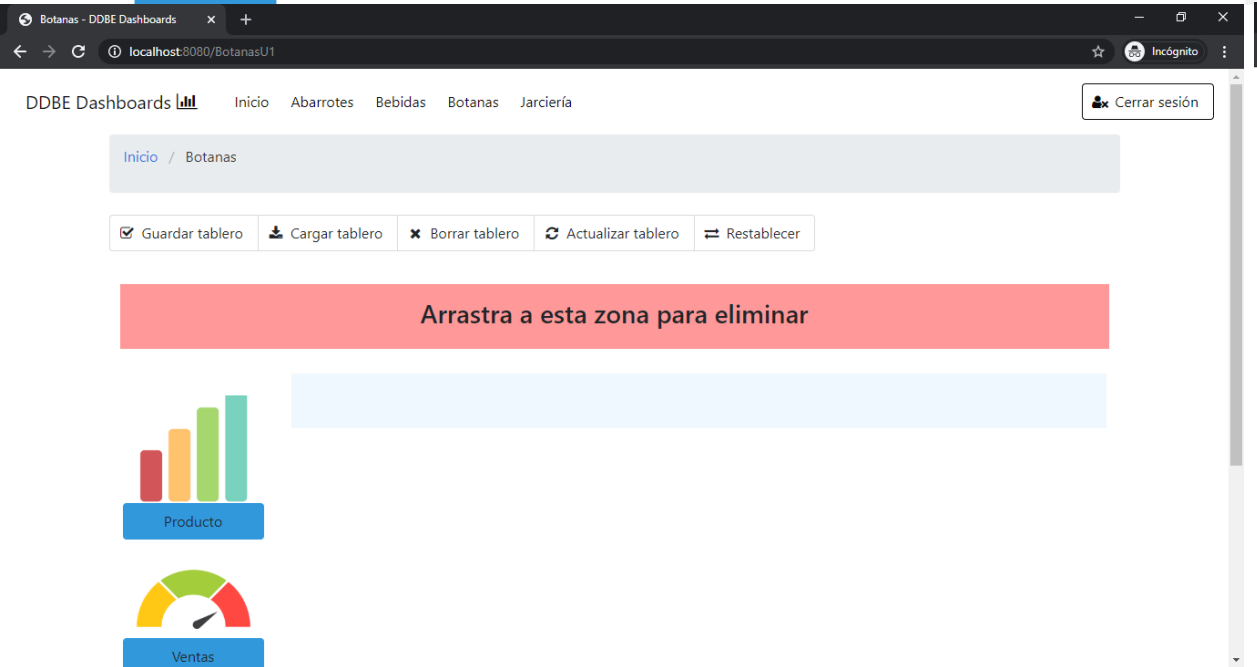 Botanas - DDBE Dashboards
localhost:8080/BotanasU1
Incógnito
DDBE Dashboards Inicio Abarrotes Bebidas Botanas Jarciería Cerrar sesión
Inicio / Botanas
Guardar tablero Cargar tablero Borrar tablero Actualizar tablero Restablecer
Arrastra a esta zona para eliminar
Producto
Ventas